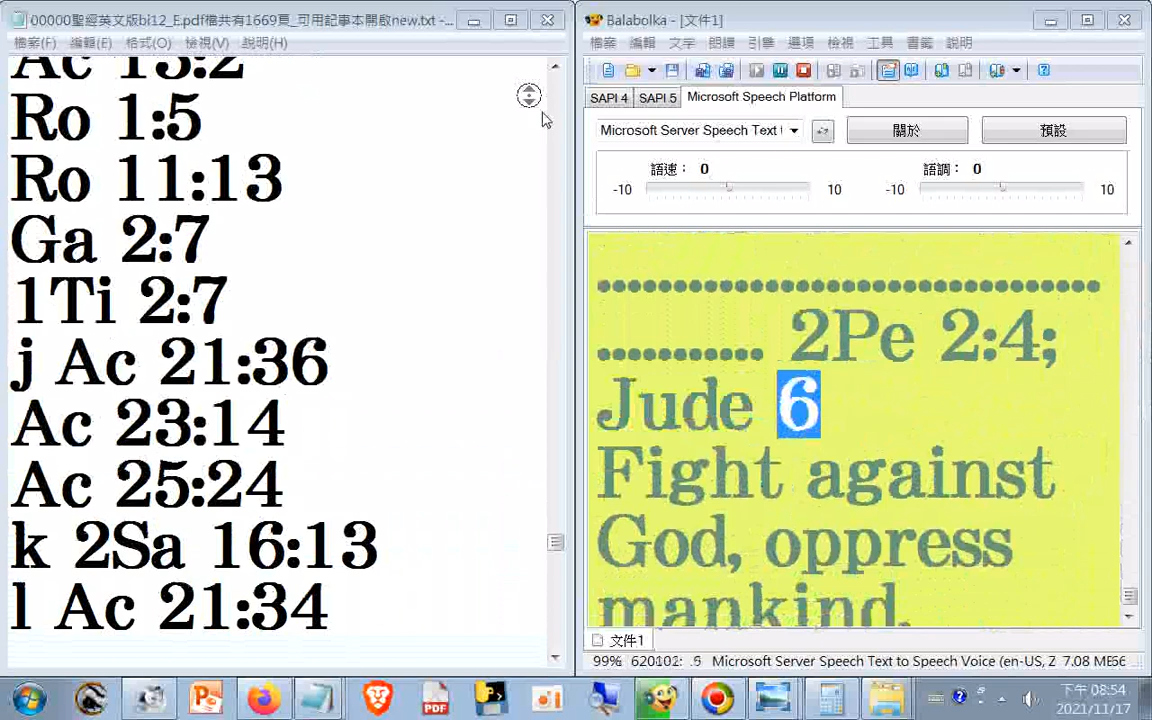 00000聖經英文版bi12_E.pdf檔共有1669頁_可用記事本開啟new.txt -...
檔案(F) 編輯(E) 格式(O) 檢視(V) 說明(H)
Ac 15:2
Ro 1:5
Ro 11:13
Ga 2:7
1Ti 2:7
j Ac 21:36
Ac 23:14
Ac 25:24
k 2Sa 16:13
l Ac 21:34
Balabolka - [文件1]
檔案 編輯 文字 朗讀 引擎 選項 檢視 工具 書籤 說明
SAPI 4 SAPI 5 Microsoft Speech Platform
Microsoft Server Speech Text 關於 預設
語速： 0 語調： 0
-10 10 -10 10
..................................
........... 2Pe 2:4;
Jude 6
Fight against
God, oppress
mankind,
文件1
99% 620102: .6 Microsoft Server Speech Text to Speech Voice (en-US, Z 7.08 ME
下午 08:54
2021/11/17